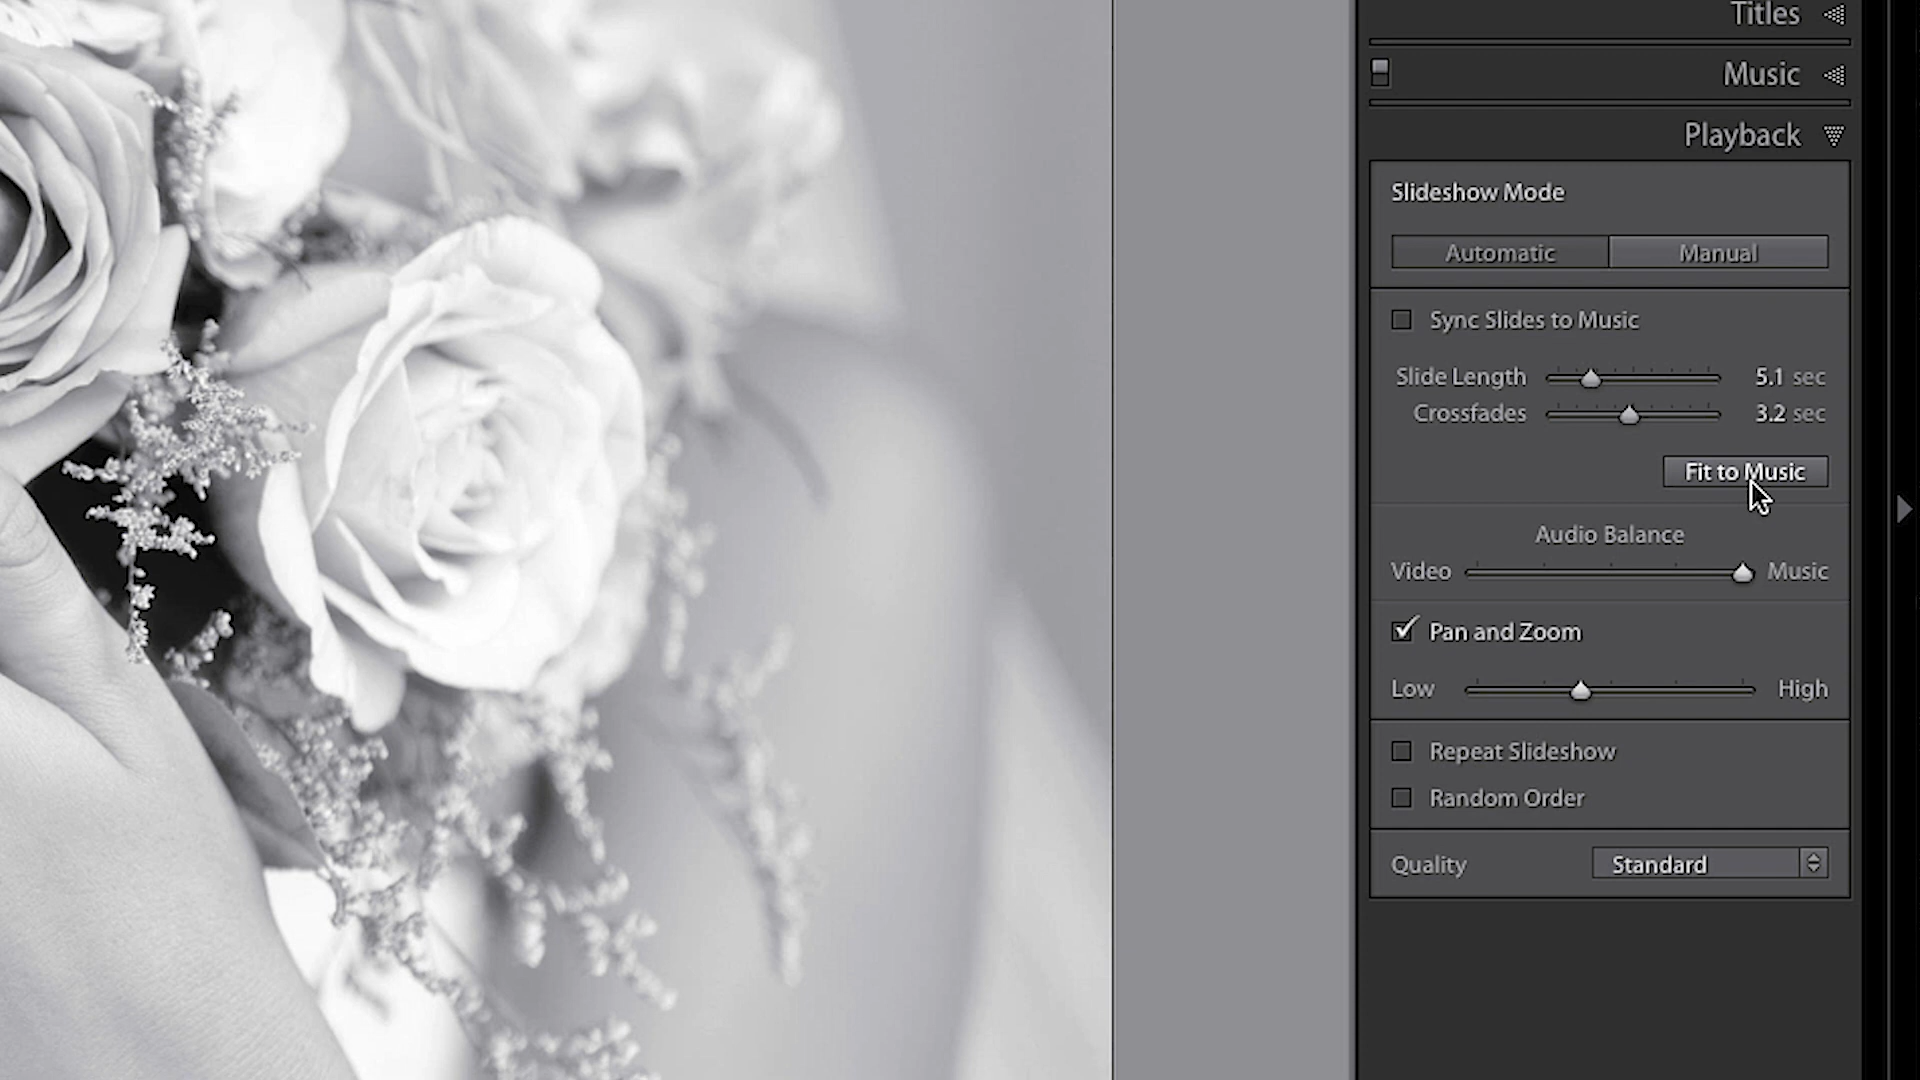 Titles
Music
Playback
Slideshow Mode
Automatic Manual
Sync Slides to Music
Slide Length 5.1 sec
Crossfades 3.2 sec
Fit to Music
Audio Balance
Video Music
Pan and Zoom
Low High
Repeat Slideshow
Random Order
Quality Standard